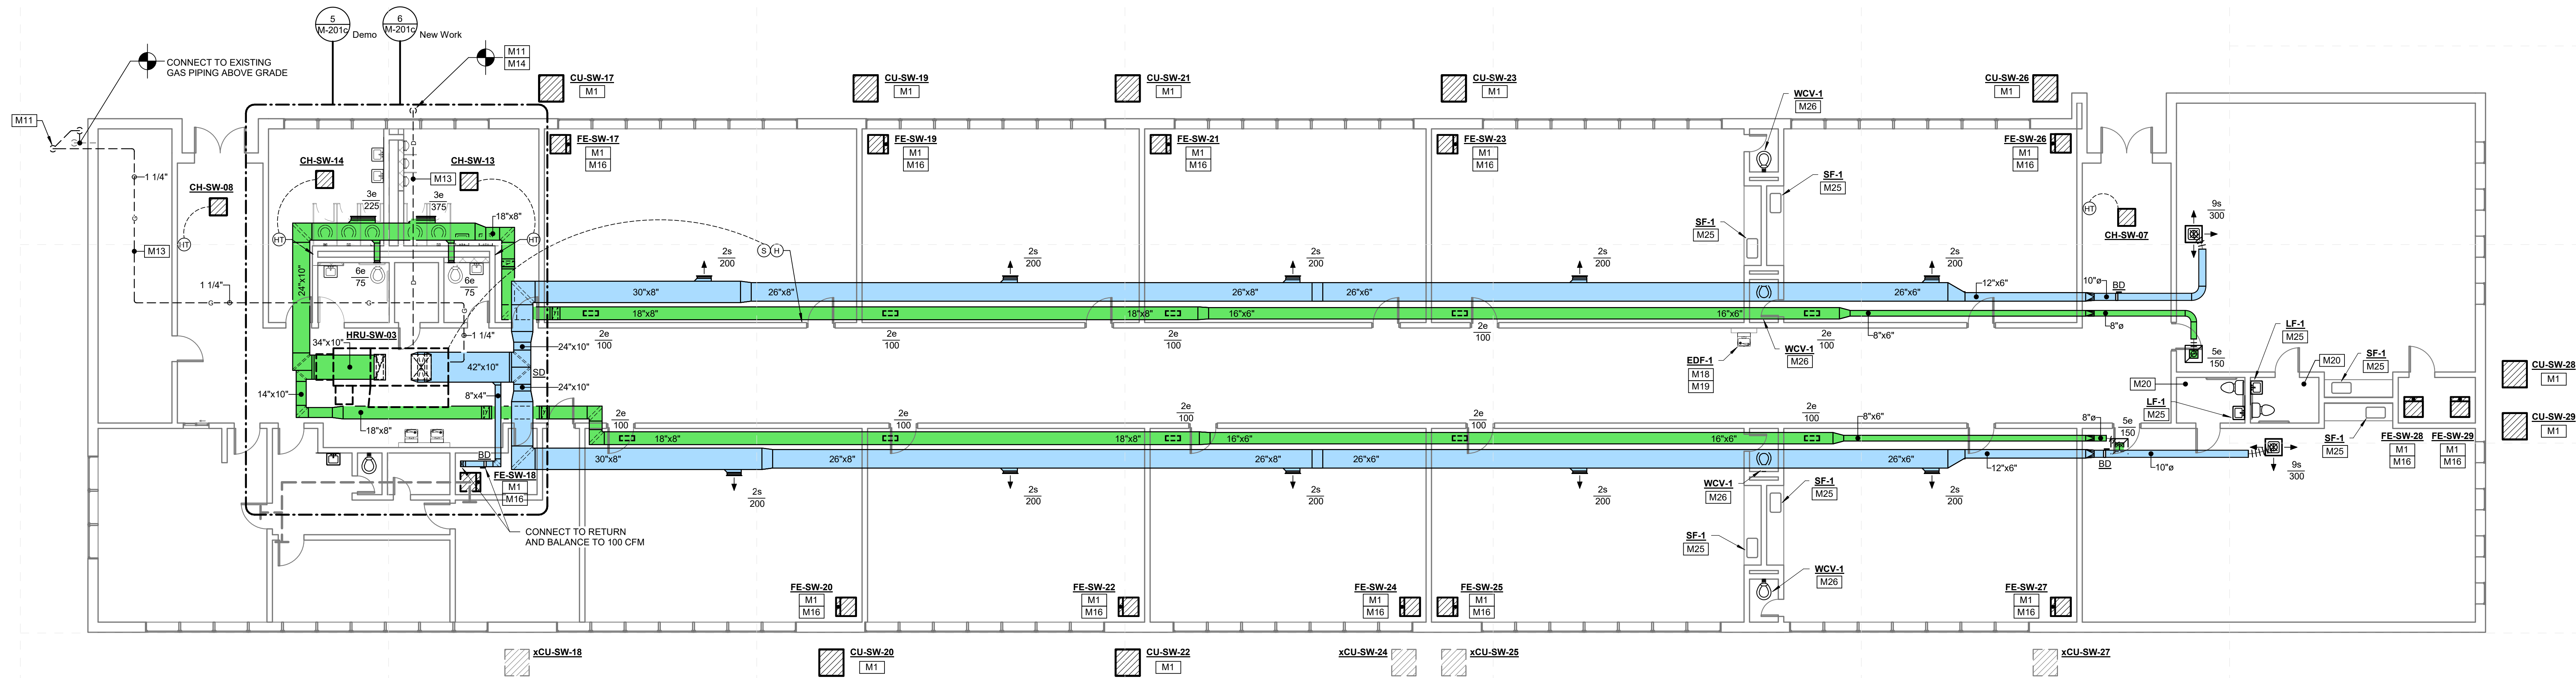 5
M-201c
Demo
6
M-201c
New Work
CONNECT TO EXISTING
GAS PIPING ABOVE GRADE
M11
M14
M11
CU-SW-17
M1
CU-SW-19
M1
CU-SW-21
M1
CU-SW-23
M1
CU-SW-26
M1
WCV-1
M26
FE-SW-17
M1
M16
FE-SW-19
M1
M16
FE-SW-21
M1
M16
FE-SW-23
M1
M16
FE-SW-26
M1
M16
CH-SW-14
CH-SW-13
M13
1 1/4"
G
CH-SW-08
HT
3e
225
3e
375
18"x8"
HT
HT
M13
G
G
G
SF-1
M25
SF-1
M25
HT
CH-SW-07
9s
300
24"x10"
6e
75
6e
75
S
H
2s
200
2s
200
2s
200
2s
200
2s
200
1 1/4"
G
G
G
30"x8"
26"x8"
26"x8"
26"x6"
26"x6"
12"x6"
10"ø
BD
18"x8"
18"x8"
16"x6"
16"x6"
8"x6"
8"ø
HRU-SW-03
34"x10"
1 1/4"
24"x10"
42"x10"
SD
24"x10"
14"x10"
8"x4"
18"x8"
2e
100
2e
100
2e
100
2e
100
2e
100
EDF-1
M18
M19
WCV-1
M26
5e
150
LF-1
M25
M20
M20
SF-1
M25
LF-1
M25
CU-SW-28
M1
CU-SW-29
M1
2e
100
2e
100
2e
100
2e
100
2e
100
18"x8"
18"x8"
16"x6"
16"x6"
8"x6"
8"ø
5e
150
30"x8"
26"x8"
26"x8"
26"x6"
26"x6"
12"x6"
BD
10"ø
9s
300
SF-1
M25
FE-SW-28
M1
M16
FE-SW-29
M1
M16
BD
FE-SW-18
M1
M16
CONNECT TO RETURN
AND BALANCE TO 100 CFM
2s
200
2s
200
2s
200
2s
200
2s
200
WCV-1
M26
SF-1
M25
SF-1
M25
WCV-1
M26
FE-SW-20
M1
M16
FE-SW-22
M1
M16
FE-SW-24
M1
M16
FE-SW-25
M1
M16
FE-SW-27
M1
M16
xCU-SW-18
CU-SW-20
M1
CU-SW-22
M1
xCU-SW-24
xCU-SW-25
xCU-SW-27